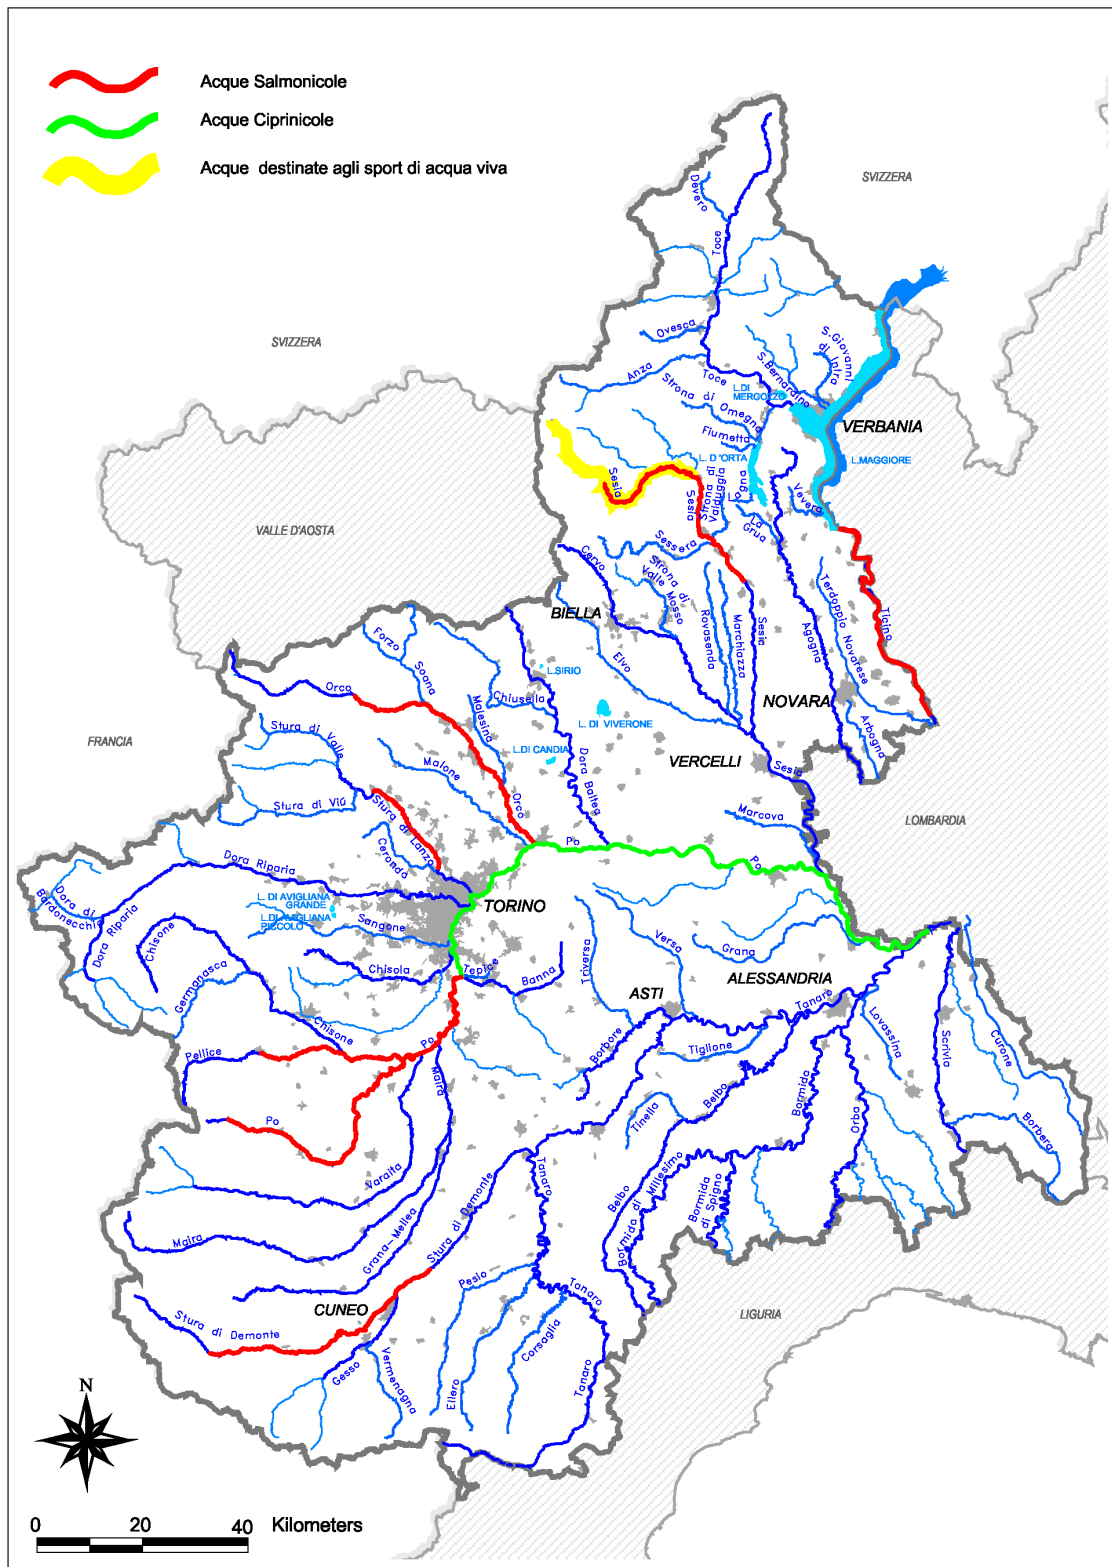 Acque Salmonicole
Acque Ciprinicole
Acque destinate agli sport di acqua viva
SVIZZERA
Devero
Toce
SVIZZERA
Ovesca
S.Giovanni
di Intra
S.Bernardino
Anza
Toce
L.DI
MERGOZZO
Strona di Omegna
VERBANIA
Fiumetta
L. D'ORTA
L.MAGGIORE
Sesia
Sesia
Strona di
Valduggia
Lagna
Vevera
La
Grua
VALLE D'AOSTA
Sessera
Cervo
Strona di
Valle Mosso
Rovasenda
Marchiazza
Sesia
Agogna
Terdoppio Novarese
Ticino
BIELLA
Elvo
Forzo
Soana
Orco
L.SIRIO
Chiusella
Malesina
L. DI VIVERONE
NOVARA
Arbogna
FRANCIA
Stura di Valle
Malone
L.DI CANDIA
Dora Balteg
VERCELLI
Sesia
Orco
Stura di Viù
Stura di Lanzo
Ceronda
Marcova
LOMBARDIA
Po
Po
Dora Riparia
Dora di
Bardonecchia
Dora Riparia
L. DI AVIGLIANA
GRANDE
L.DI AVIGLIANA
PICCOLO
TORINO
Sangone
Chisone
Chisola
Tepice
Banna
Triversa
Versa
Grana
ALESSANDRIA
Germanasca
ASTI
Tanaro
Chisone
Po
Pellice
Borbore
Tiglione
Lovassina
Scrivia
Curone
Maira
Po
Belbo
Bormida
Orba
Tinella
Borbera
Varaita
Tanaro
Belbo
Bormida di Millesimo
Bormida
di Spigno
Maira
Grana-Mellea
Stura di Demonte
Pesio
Tanaro
CUNEO
LIGURIA
Stura di Demonte
Corsaglia
Gesso
Vermenagna
Ellero
Tanaro
N
0 20 40 Kilometers